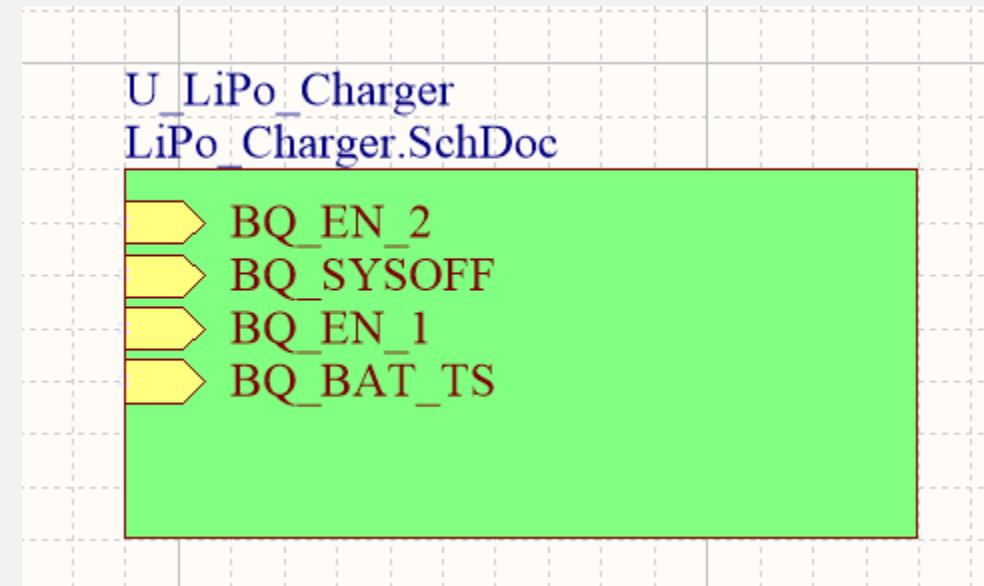 U_LiPo_Charger
LiPo_Charger.SchDoc
BQ_EN_2
BQ_SYSOFF
BQ_EN_1
BQ_BAT_TS